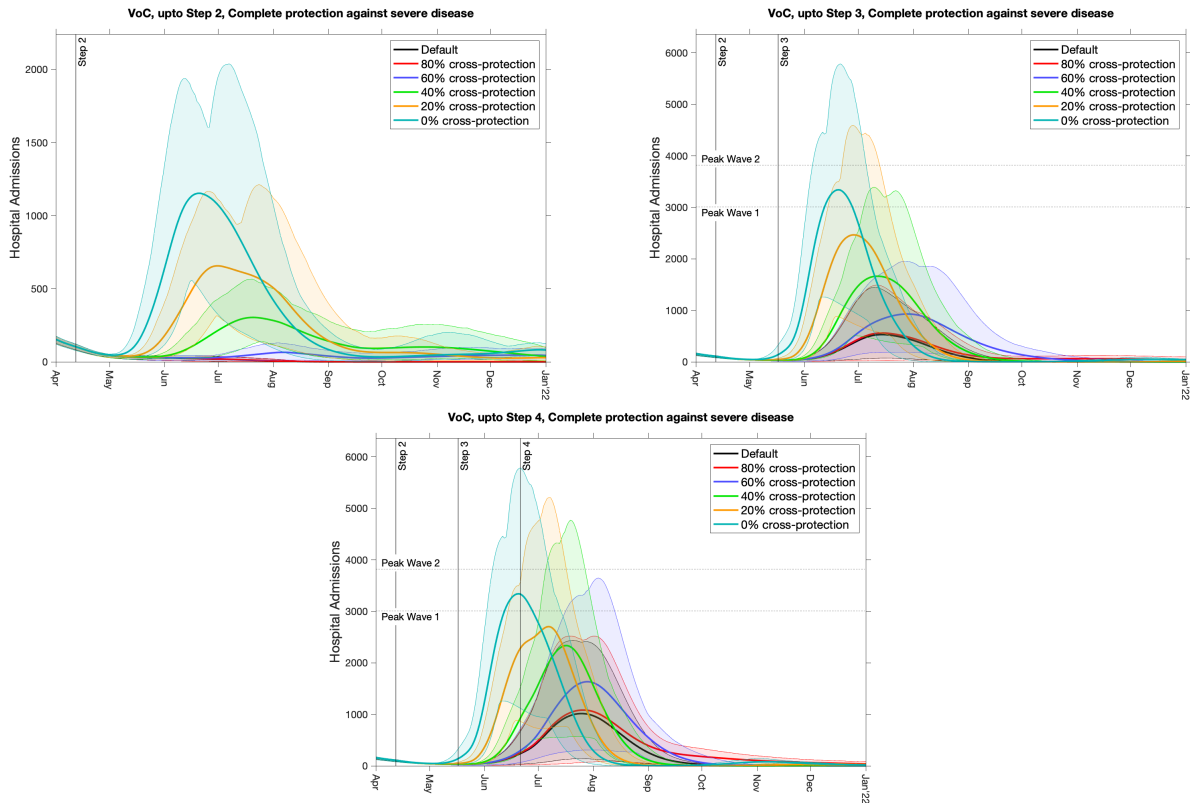 VoC, upto Step 2, Complete protection against severe disease
Step 2
Default
80% cross-protection
60% cross-protection
40% cross-protection
20% cross-protection
0% cross-protection
Hospital Admissions
2000
1500
1000
500
0
Apr
May
Jun
Jul
Aug
Sep
Oct
Nov
Dec
Jan'22
VoC, upto Step 3, Complete protection against severe disease
Step 2
Step 3
Default
80% cross-protection
60% cross-protection
40% cross-protection
20% cross-protection
0% cross-protection
Peak Wave 2
Peak Wave 1
Hospital Admissions
6000
5000
4000
3000
2000
1000
0
Apr
May
Jun
Jul
Aug
Sep
Oct
Nov
Dec
Jan'22
VoC, upto Step 4, Complete protection against severe disease
Step 2
Step 3
Step 4
Default
80% cross-protection
60% cross-protection
40% cross-protection
20% cross-protection
0% cross-protection
Peak Wave 2
Peak Wave 1
Hospital Admissions
6000
5000
4000
3000
2000
1000
0
Apr
May
Jun
Jul
Aug
Sep
Oct
Nov
Dec
Jan'22